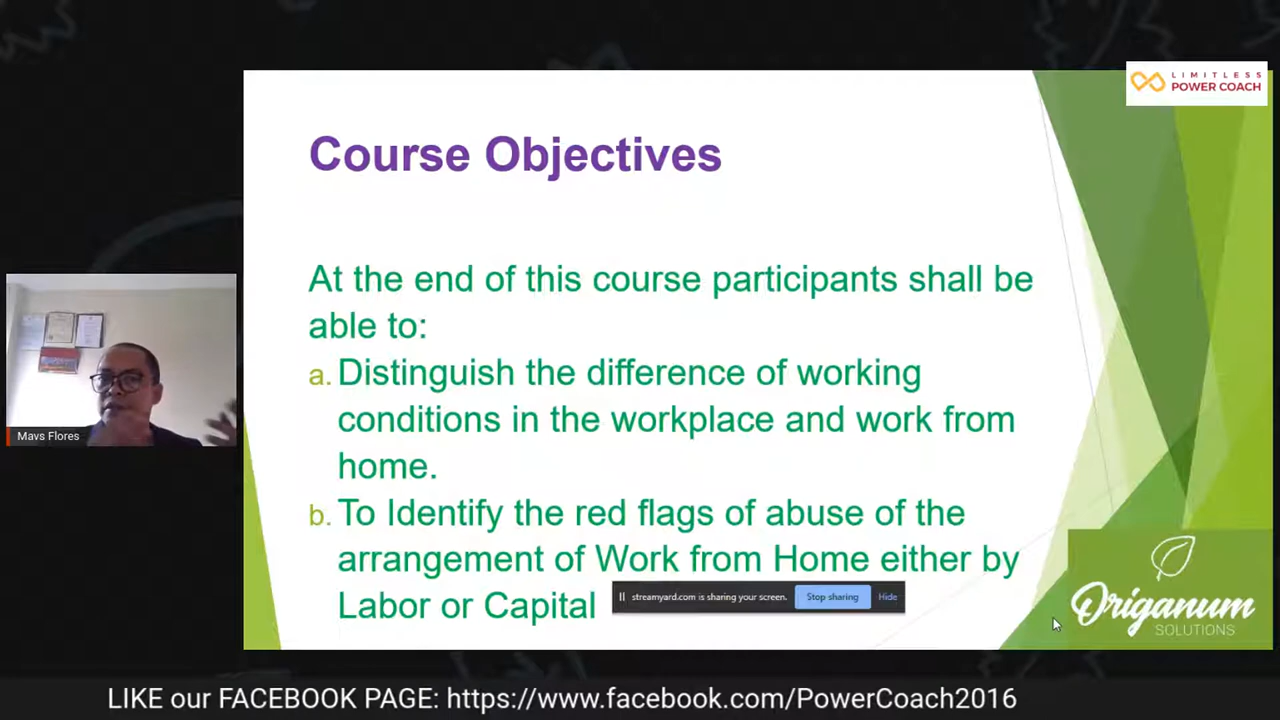 LIMITLESS
POWER COACH
Course Objectives
At the end of this course participants shall be
able to:
a. Distinguish the difference of working
conditions in the workplace and work from
home.
b. To Identify the red flags of abuse of the
arrangement of Work from Home either by
Labor or Capital
streamyard.com is sharing your screen. Stop sharing Hide
Mavs Flores
Origanum
SOLUTIONS
LIKE our FACEBOOK PAGE: https://www.facebook.com/PowerCoach2016